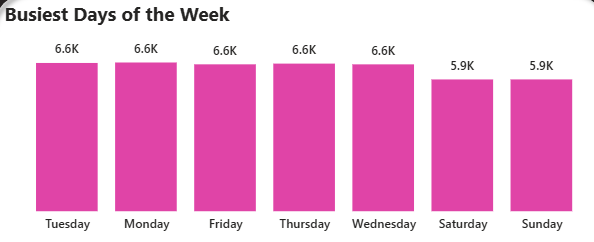 Busiest Days of the Week
6.6K 6.6K 6.6K 6.6K 6.6K 5.9K 5.9K
Tuesday Monday Friday Thursday Wednesday Saturday Sunday